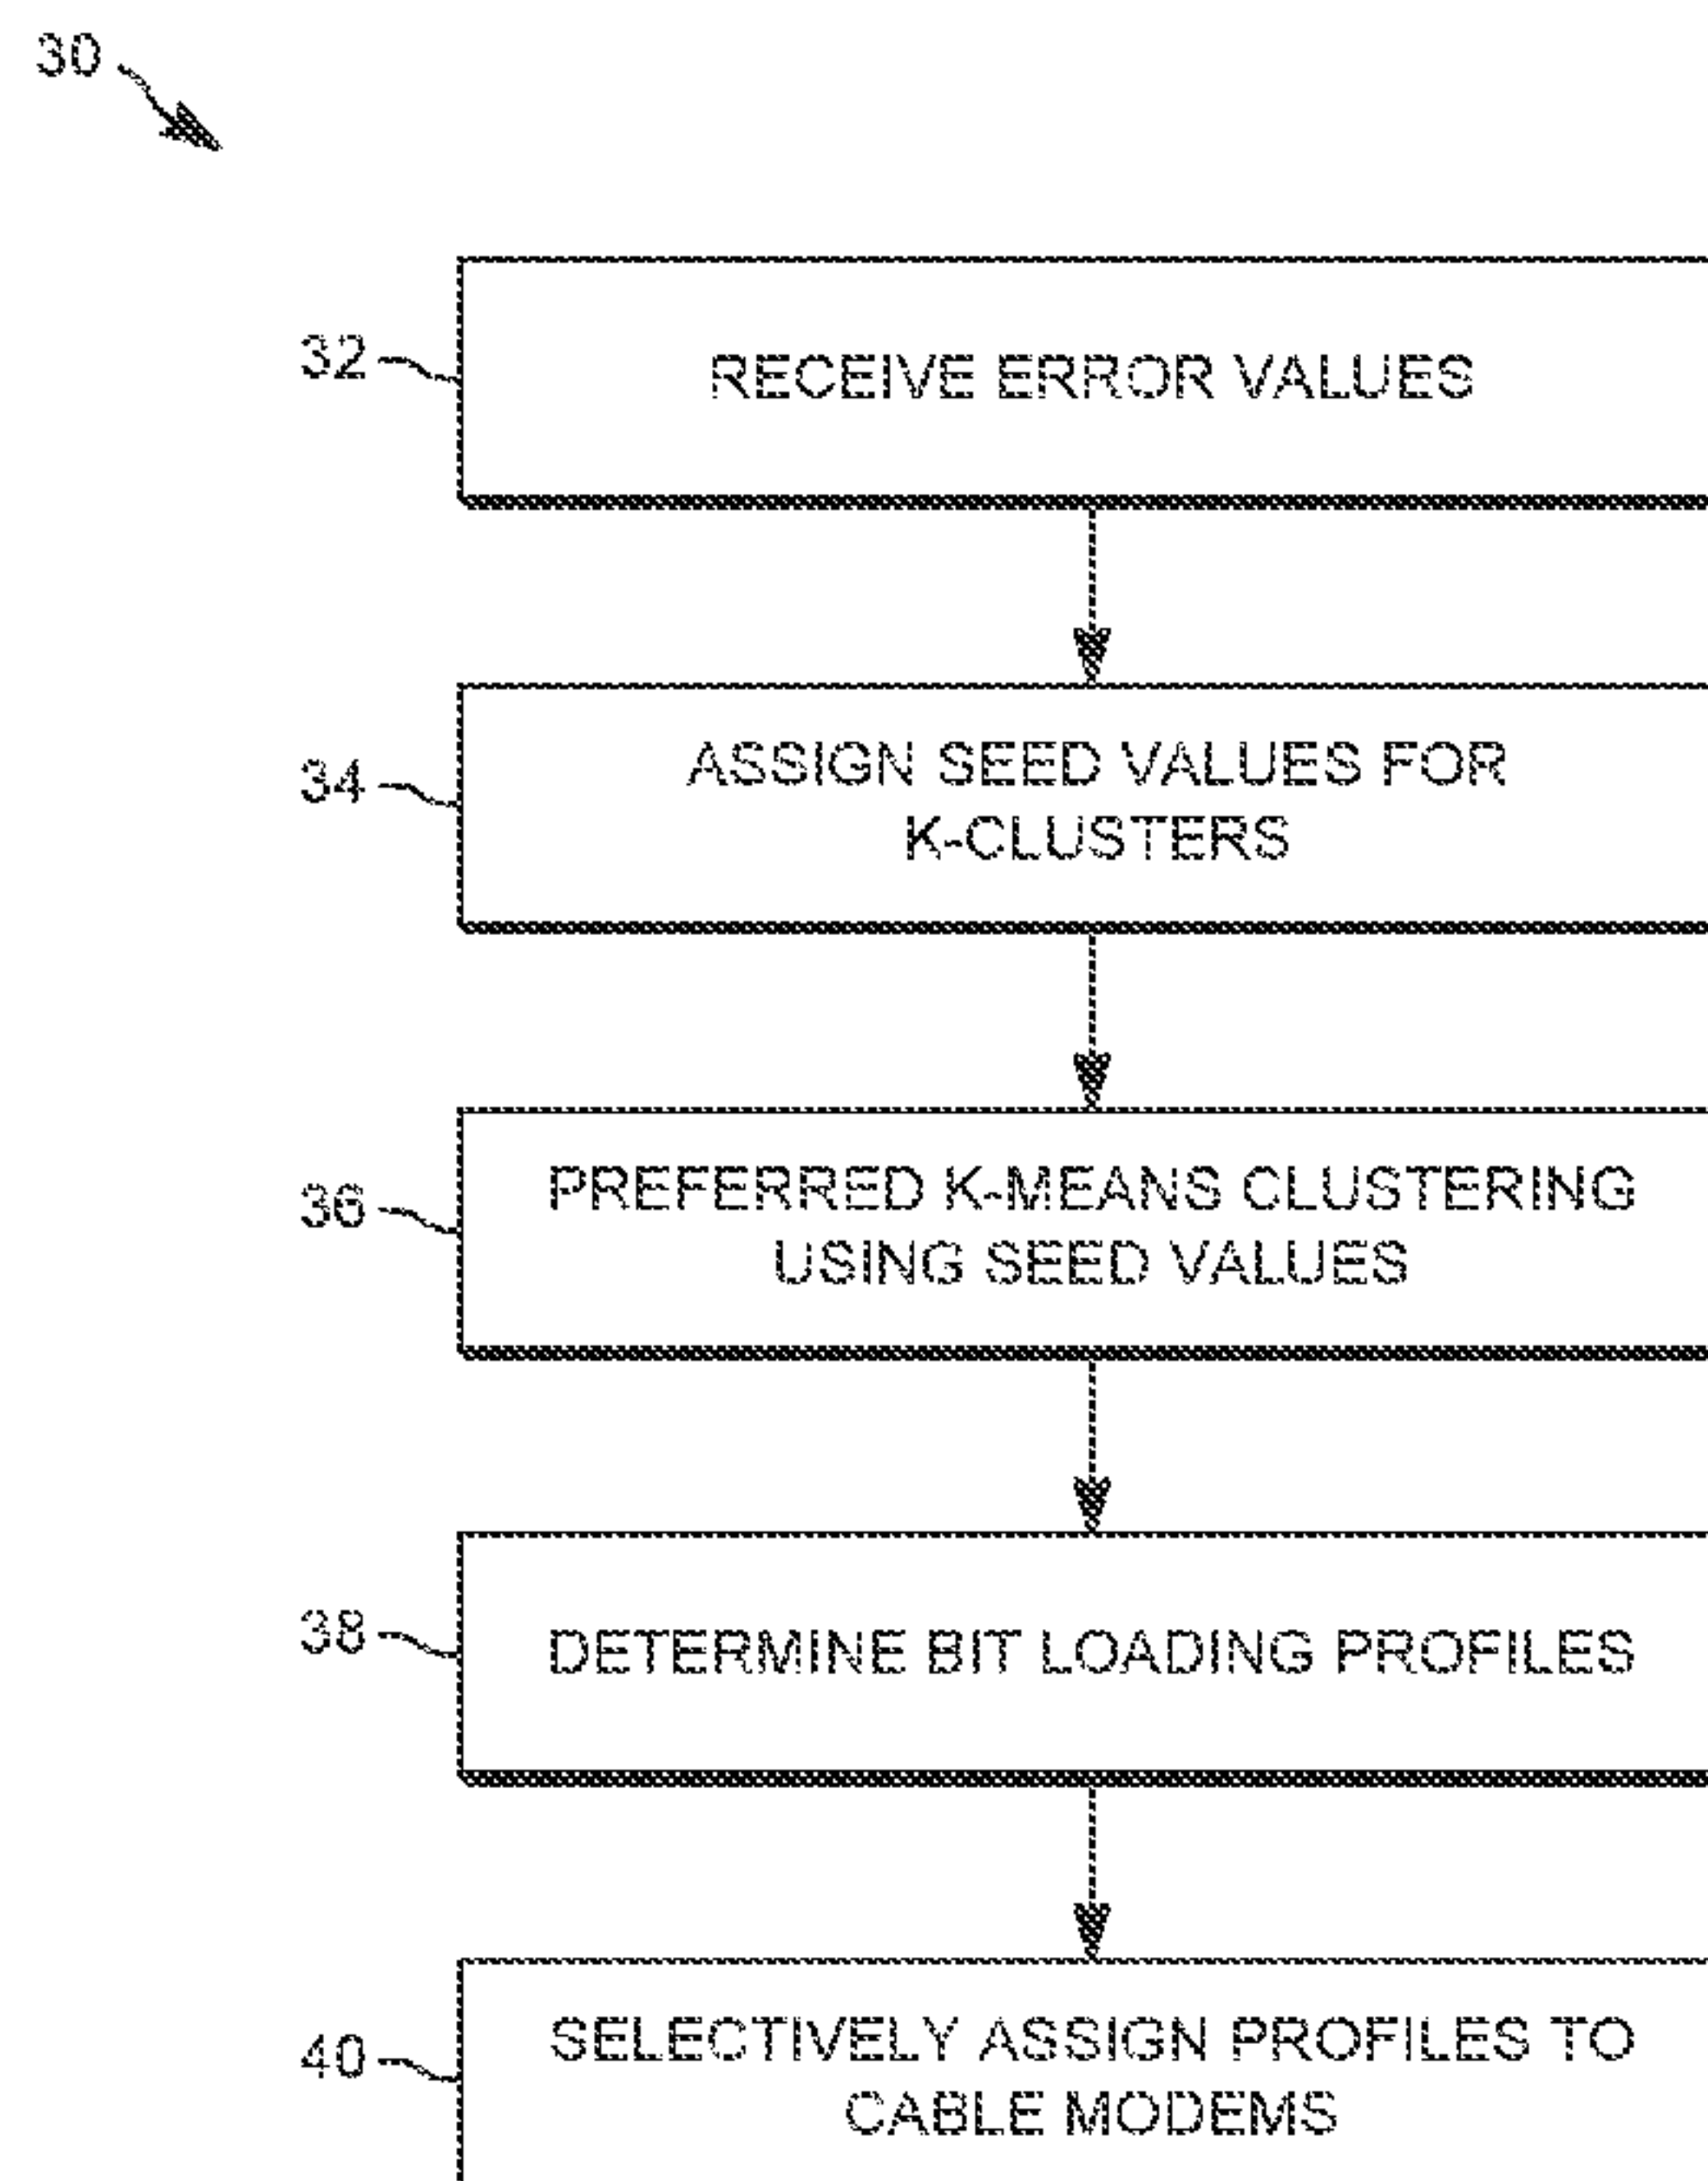 30
32
RECEIVE ERROR VALUES
34
ASSIGN SEED VALUES FOR
K-CLUSTERS
36
PREFERRED K-MEANS CLUSTERING
USING SEED VALUES
38
DETERMINE BIT LOADING PROFILES
40
SELECTIVELY ASSIGN PROFILES TO
CABLE MODEMS